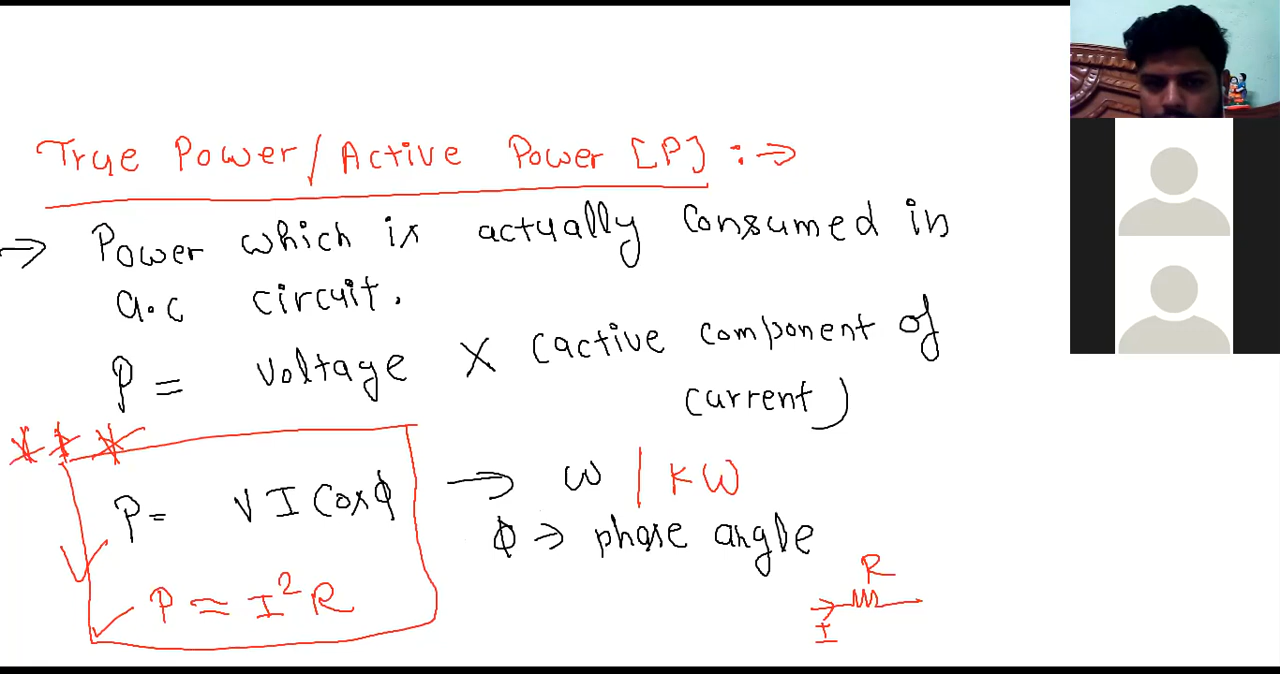 True Power/Active Power [P] :→
⇒ Power which is actually consumed in
a.c circuit.
P = voltage × (active component of
current)
***
P = VI Cosφ → W | KW
φ ⇒ phase angle
P = I²R
R
I